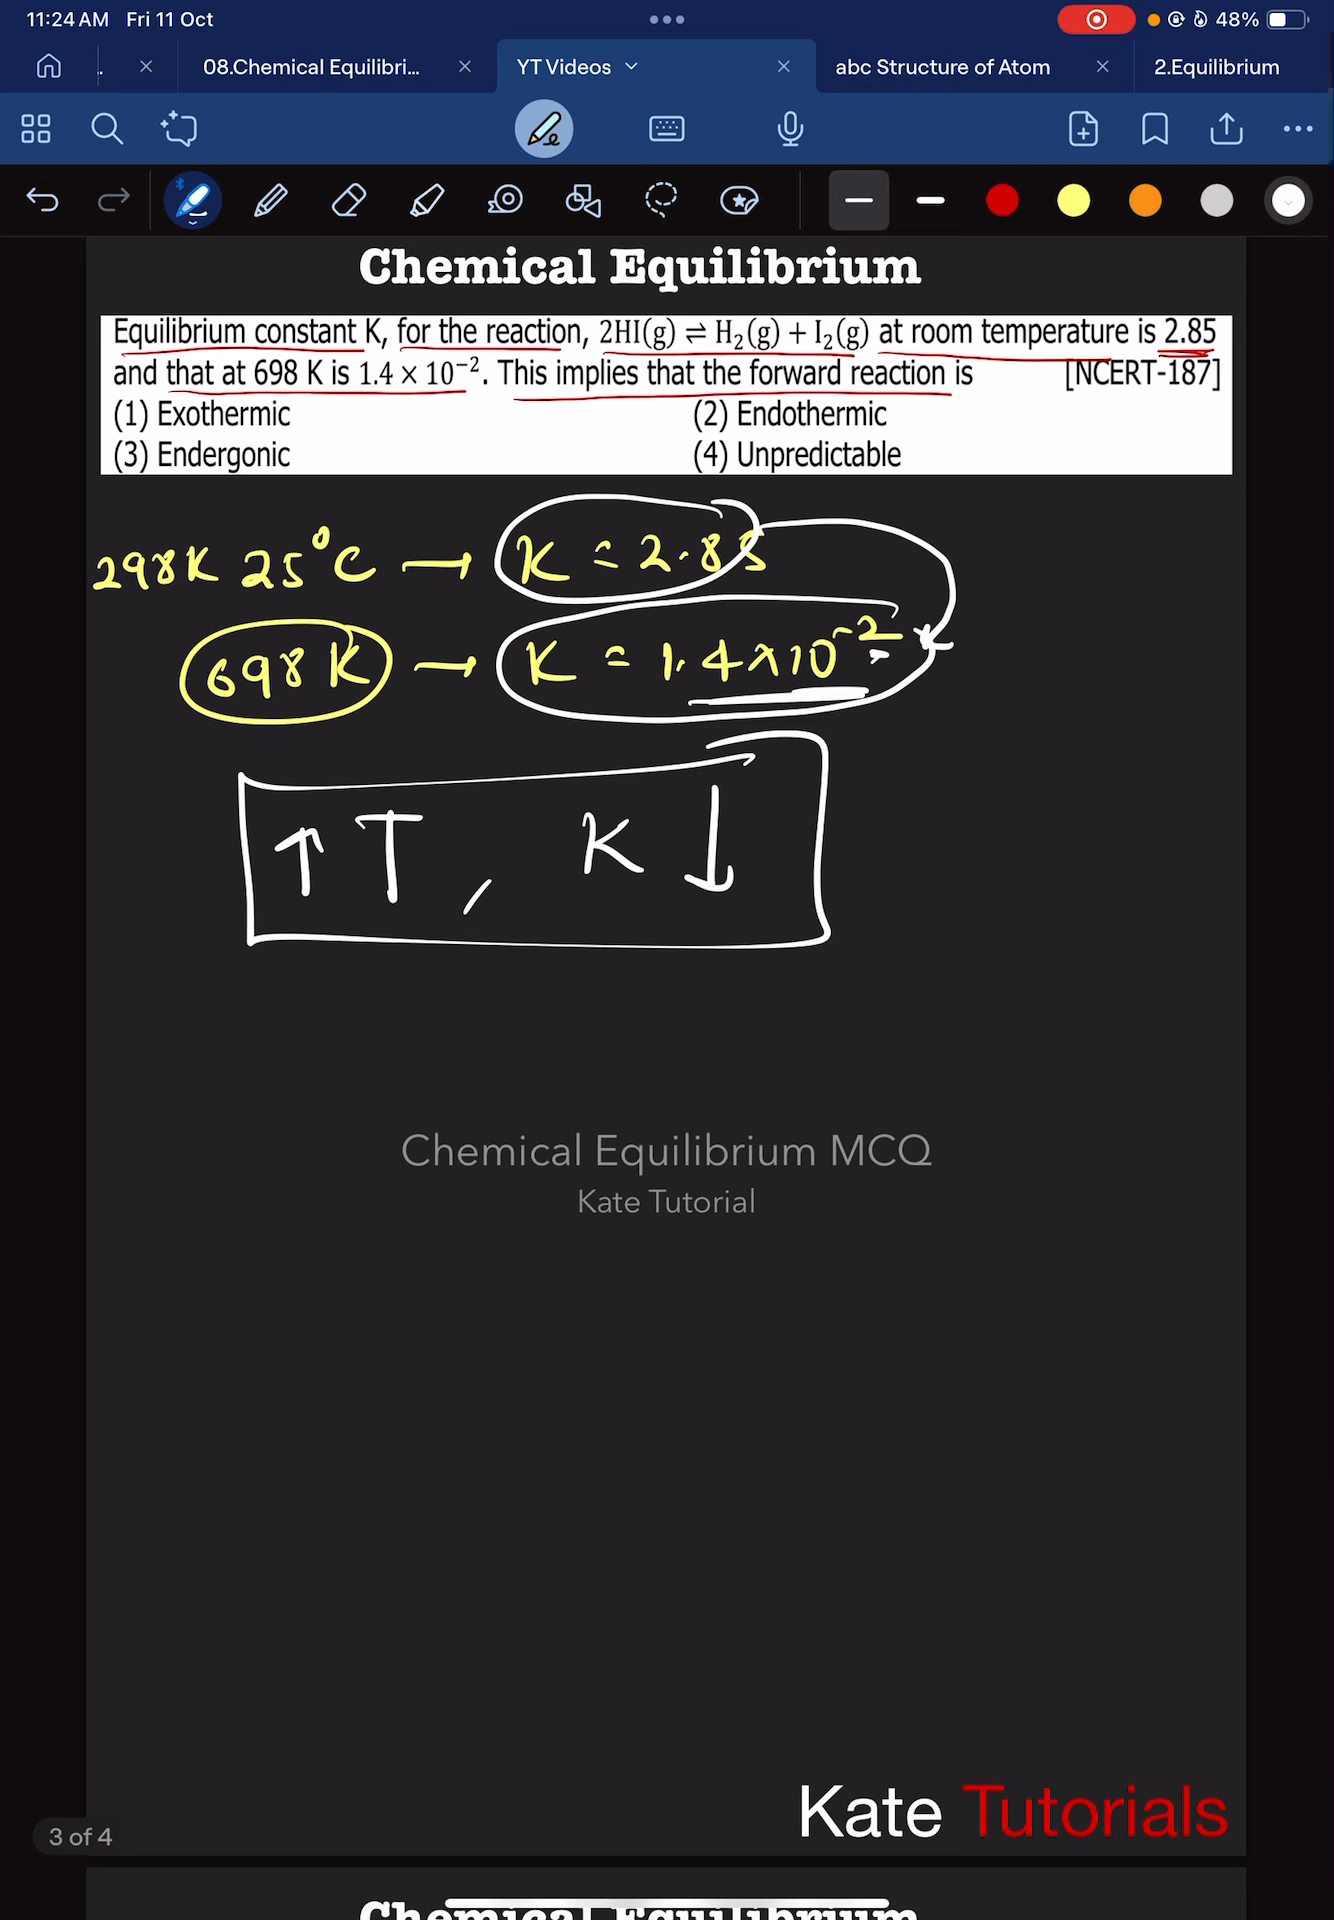 11:24 AM Fri 11 Oct
48%
08.Chemical Equilibri... YT Videos abc Structure of Atom 2.Equilibrium
Chemical Equilibrium
Equilibrium constant K, for the reaction, 2HI(g) ⇌ H₂(g) + I₂(g) at room temperature is 2.85
and that at 698 K is 1.4 × 10⁻². This implies that the forward reaction is [NCERT-187]
(1) Exothermic (2) Endothermic
(3) Endergonic (4) Unpredictable
298K 25°C → K = 2.85
698 K → K = 1.4×10⁻²
↑ T , K ↓
Chemical Equilibrium MCQ
Kate Tutorial
Kate Tutorials
3 of 4
Chemical Equilibrium